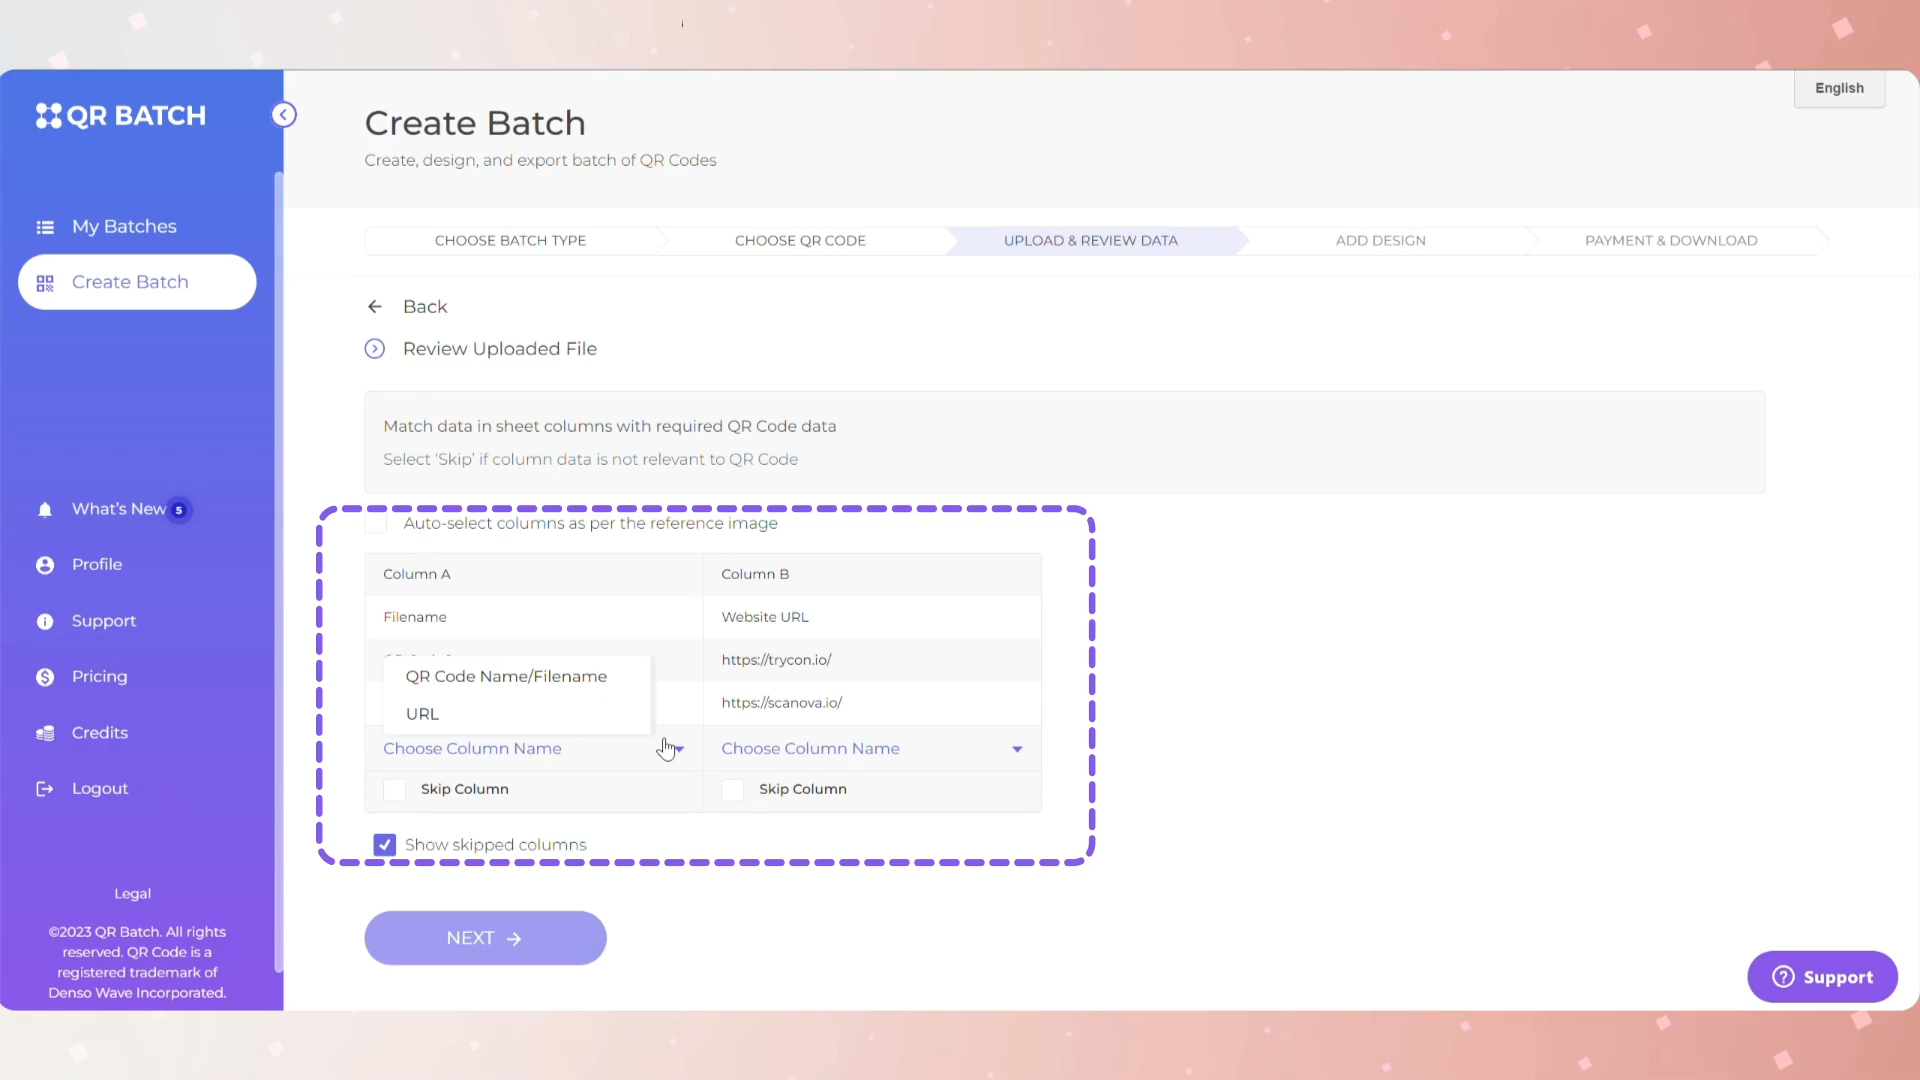 QR BATCH
English
Create Batch
Create, design, and export batch of QR Codes
My Batches
Create Batch
CHOOSE BATCH TYPE
CHOOSE QR CODE
UPLOAD & REVIEW DATA
ADD DESIGN
PAYMENT & DOWNLOAD
Back
Review Uploaded File
Match data in sheet columns with required QR Code data
Select ‘Skip’ if column data is not relevant to QR Code
What's New 5
Profile
Support
Pricing
Credits
Logout
Auto-select columns as per the reference image
Column A
Column B
Filename
Website URL
https://trycon.io/
QR Code Name/Filename
https://scanova.io/
URL
Choose Column Name
Choose Column Name
Skip Column
Skip Column
Show skipped columns
Legal
©2023 QR Batch. All rights
reserved. QR Code is a
registered trademark of
Denso Wave Incorporated.
NEXT
Support